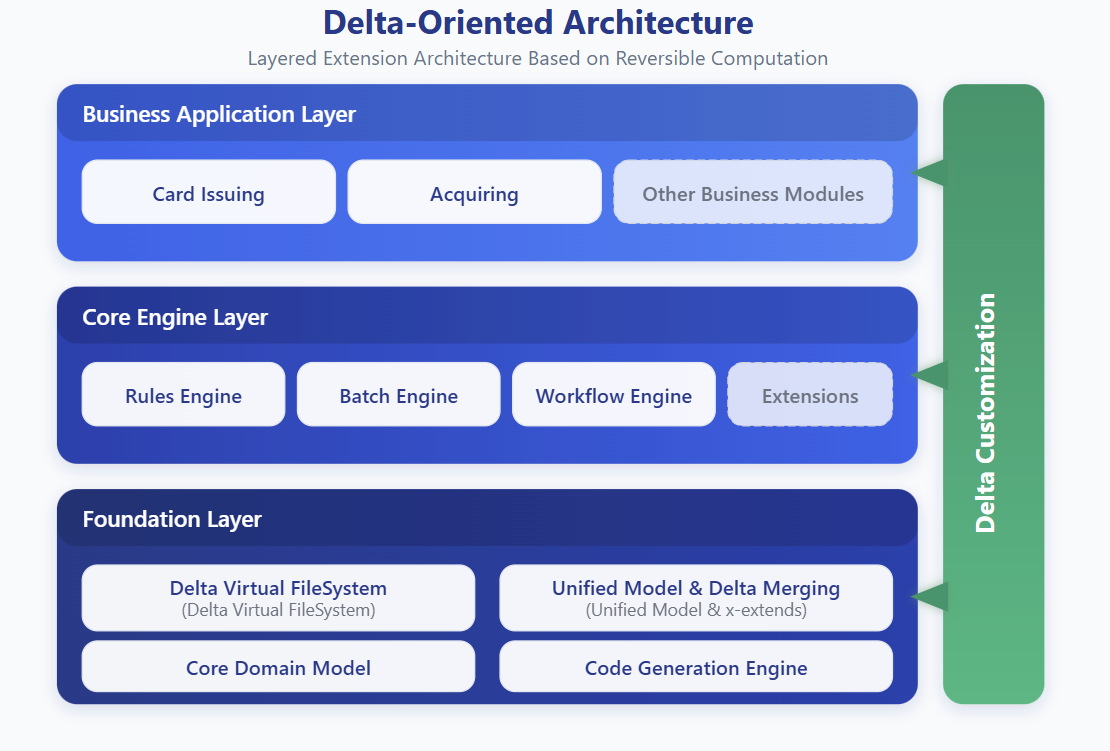 Delta-Oriented Architecture
Layered Extension Architecture Based on Reversible Computation
Business Application Layer
Card Issuing
Acquiring
Other Business Modules
Core Engine Layer
Rules Engine
Batch Engine
Workflow Engine
Extensions
Foundation Layer
Delta Virtual FileSystem
(Delta Virtual FileSystem)
Unified Model & Delta Merging
(Unified Model & x-extends)
Core Domain Model
Code Generation Engine
Delta Customization